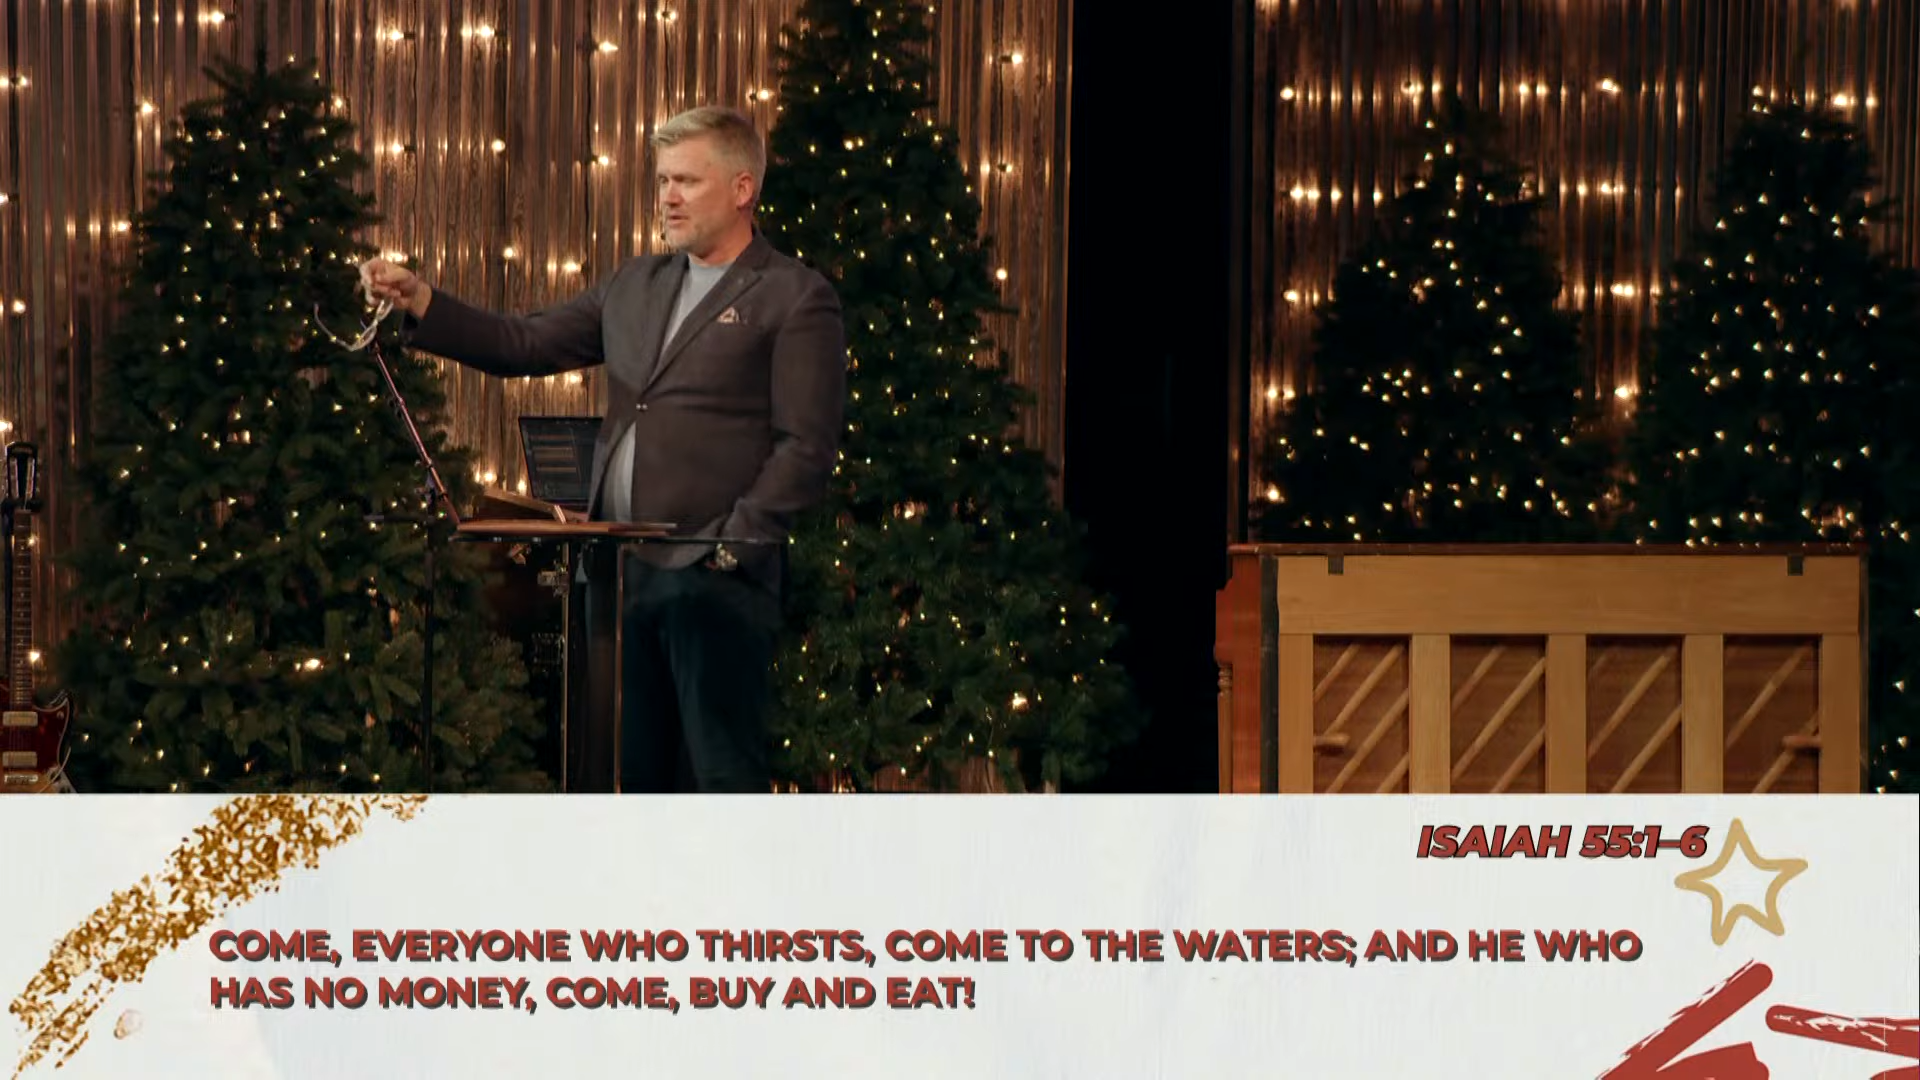 ISAIAH 55:1–6
COME, EVERYONE WHO THIRSTS, COME TO THE WATERS; AND HE WHO
HAS NO MONEY, COME, BUY AND EAT!